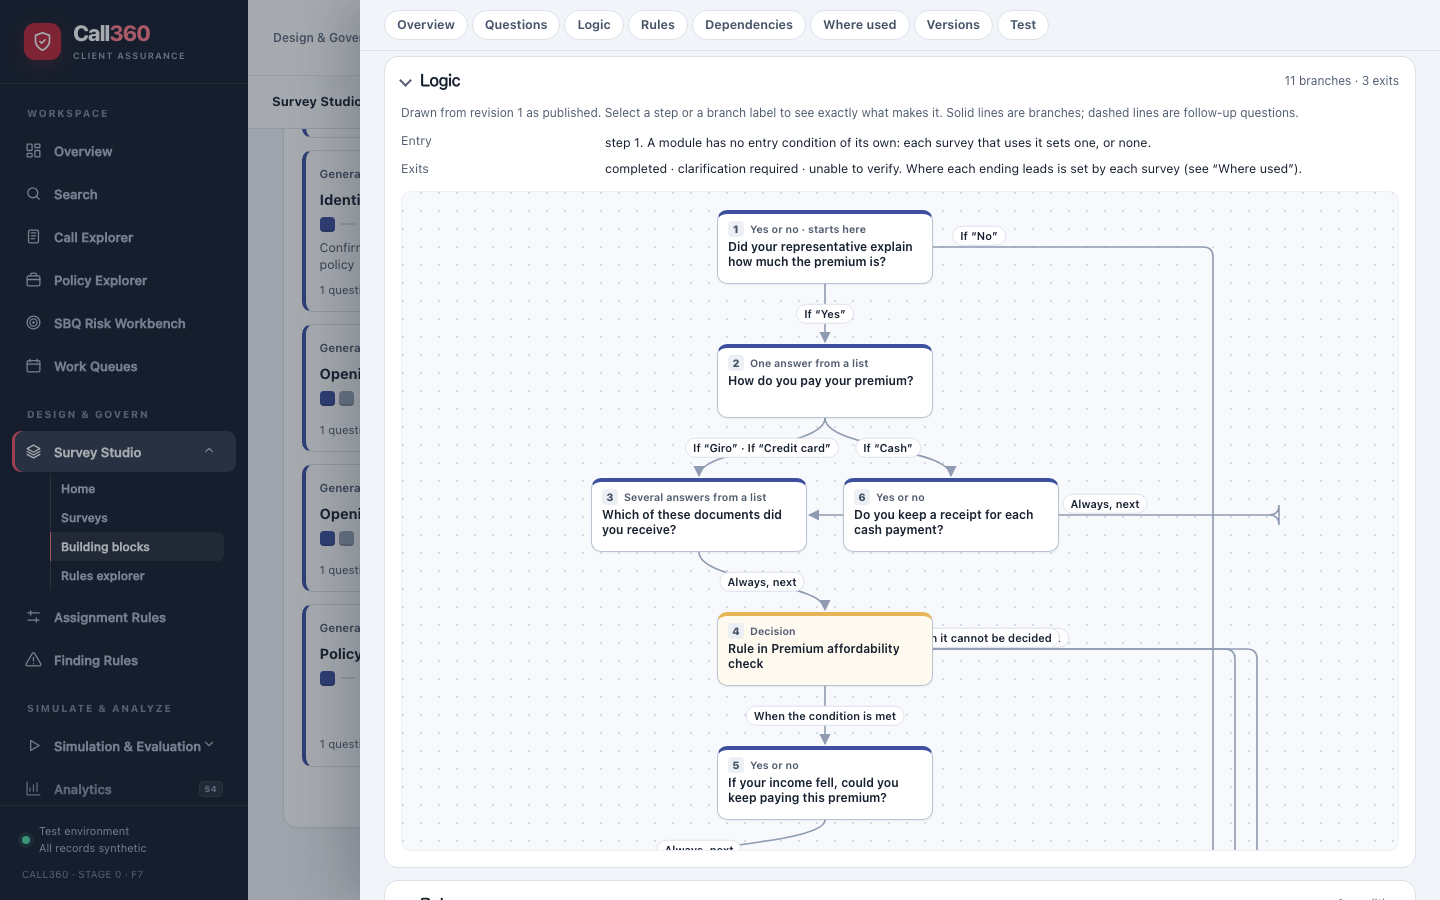 Call360
CLIENT ASSURANCE
WORKSPACE
Overview
Search
Call Explorer
Policy Explorer
SBQ Risk Workbench
Work Queues
DESIGN & GOVERN
Survey Studio
Home
Surveys
Building blocks
Rules explorer
Assignment Rules
Finding Rules
SIMULATE & ANALYZE
Simulation & Evaluation
Analytics
S4
Test environment
All records synthetic
CALL360 · STAGE 0 · F7
Design &
Survey Studio
policy
Overview
Questions
Logic
Rules
Dependencies
Where used
Versions
Test
Logic
11 branches · 3 exits
Drawn from revision 1 as published. Select a step or a branch label to see exactly what makes it. Solid lines are branches; dashed lines are follow-up questions.
Entry
step 1. A module has no entry condition of its own: each survey that uses it sets one, or none.
Exits
completed · clarification required · unable to verify. Where each ending leads is set by each survey (see “Where used”).
1 Yes or no · starts here
Did your representative explain
how much the premium is?
If “No”
If “Yes”
2 One answer from a list
How do you pay your premium?
If “Giro” · If “Credit card”
If “Cash”
3 Several answers from a list
Which of these documents did
you receive?
6 Yes or no
Do you keep a receipt for each
cash payment?
Always, next
Always, next
4 Decision
Rule in Premium affordability
check
it cannot be decided
When the condition is met
5 Yes or no
If your income fell, could you
keep paying this premium?
Always, next